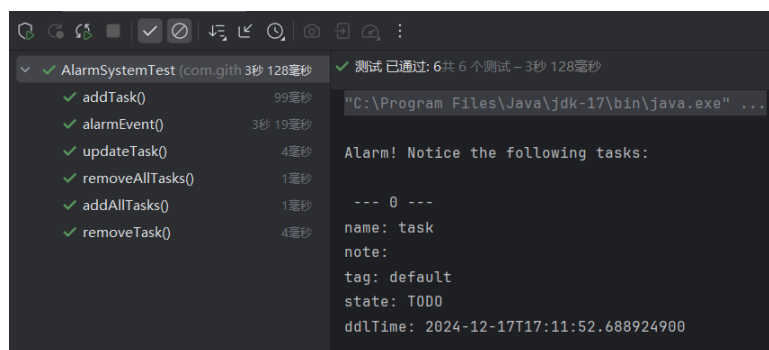 AlarmSystemTest (com.gith 3秒 128毫秒
addTask() 99毫秒
alarmEvent() 3秒 19毫秒
updateTask() 4毫秒
removeAllTasks() 1毫秒
addAllTasks() 1毫秒
removeTask() 4毫秒
测试 已通过: 6共 6 个测试 – 3秒 128毫秒
"C:\Program Files\Java\jdk-17\bin\java.exe" ...
Alarm! Notice the following tasks:
--- 0 ---
name: task
note:
tag: default
state: TODO
ddlTime: 2024-12-17T17:11:52.688924900